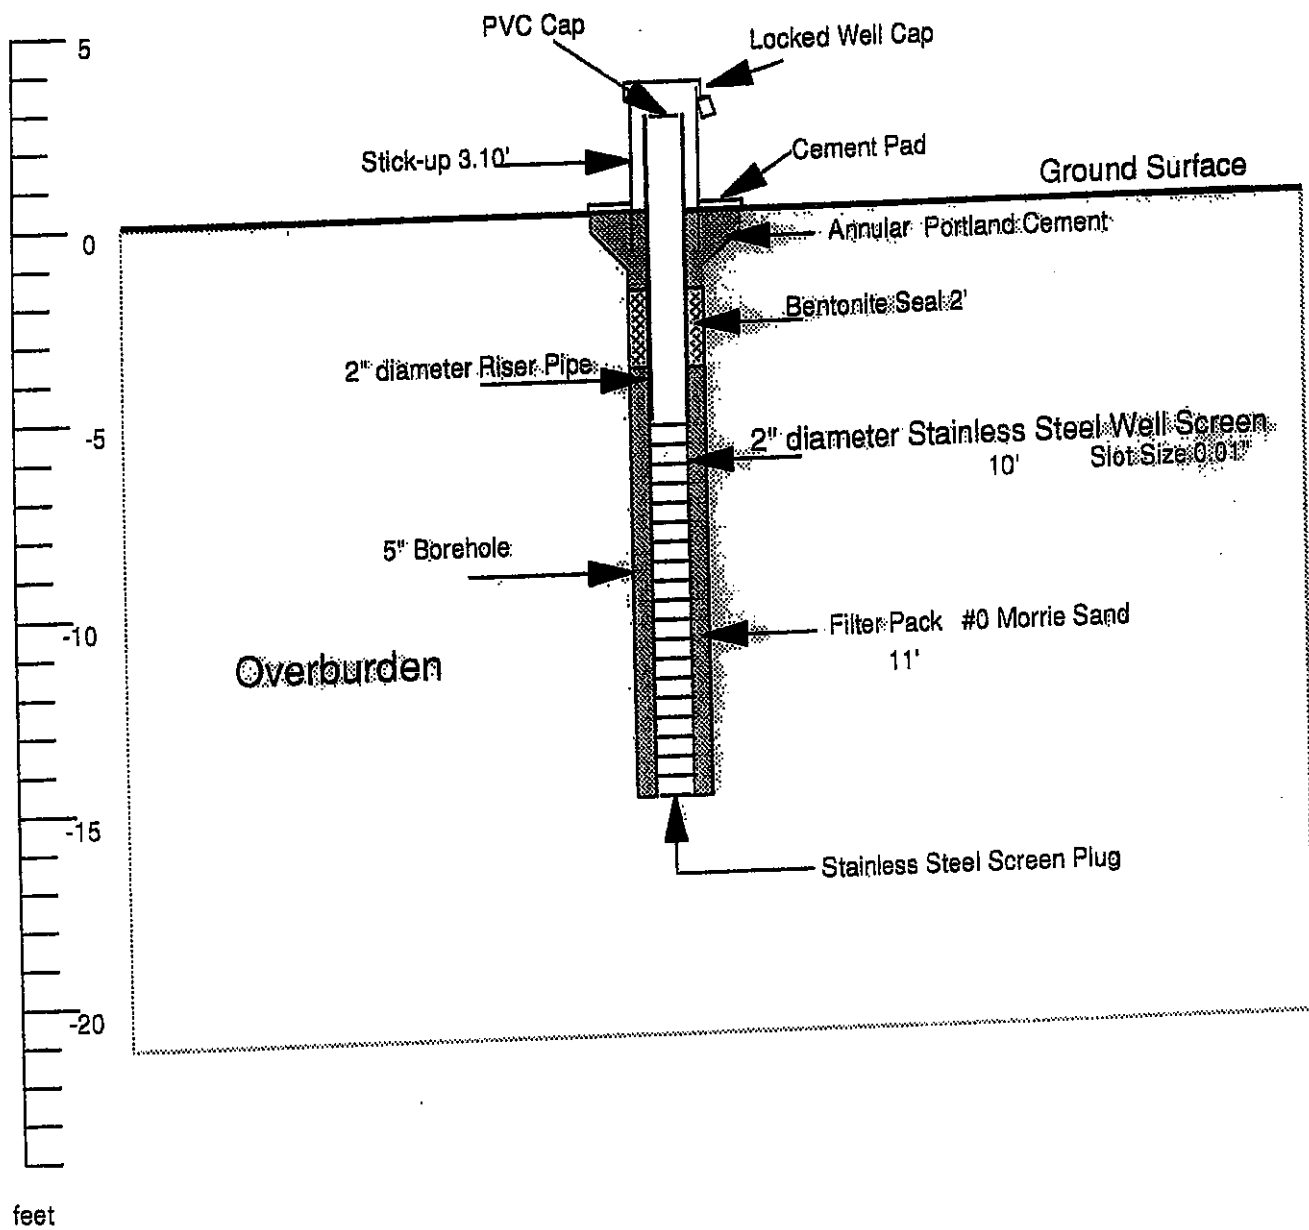 PVC Cap
Locked Well Cap
5
Stick-up 3.10'
Cement Pad
Ground Surface
0
Annular Portland Cement
Bentonite Seal 2'
2" diameter Riser Pipe
-5
2" diameter Stainless Steel Well Screen
10' Slot Size 0.01"
5" Borehole
-10
Filter Pack #0 Morrie Sand
11'
Overburden
-15
Stainless Steel Screen Plug
-20
feet